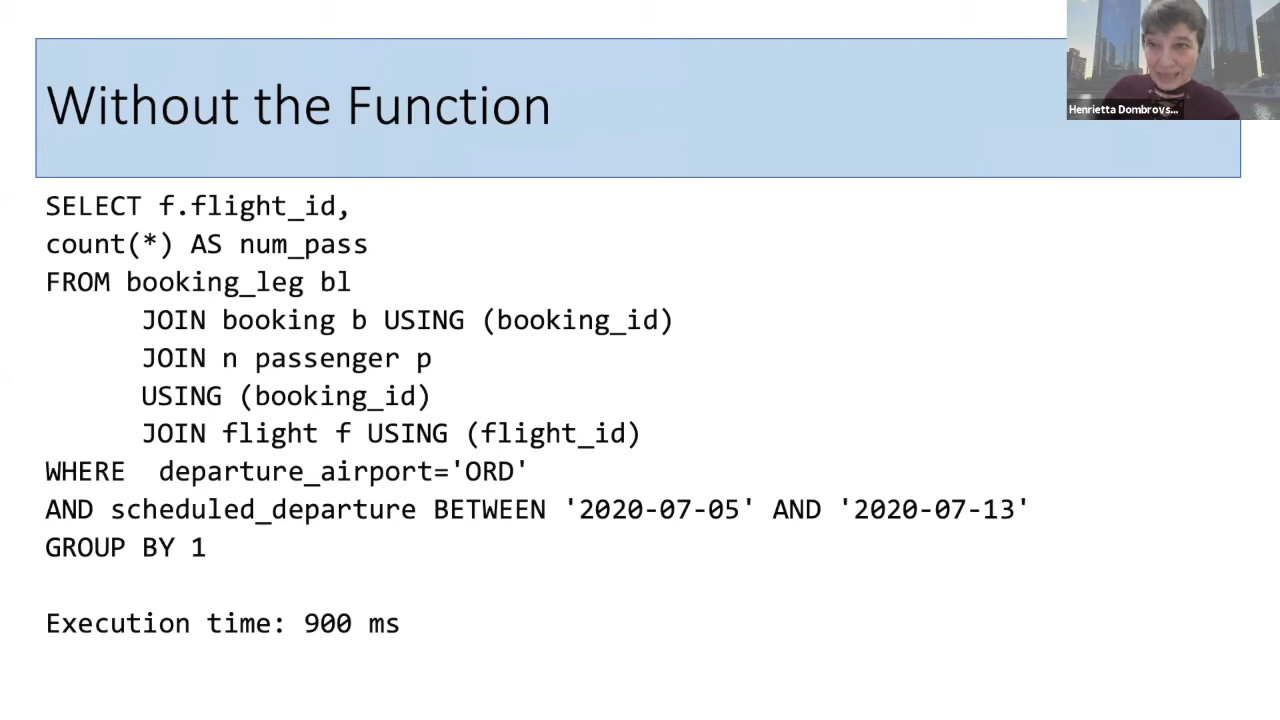 Without the Function
Henrietta Dombrovs...
SELECT f.flight_id,
count(*) AS num_pass
FROM booking_leg bl
JOIN booking b USING (booking_id)
JOIN n passenger p
USING (booking_id)
JOIN flight f USING (flight_id)
WHERE  departure_airport='ORD'
AND scheduled_departure BETWEEN '2020-07-05' AND '2020-07-13'
GROUP BY 1
Execution time: 900 ms